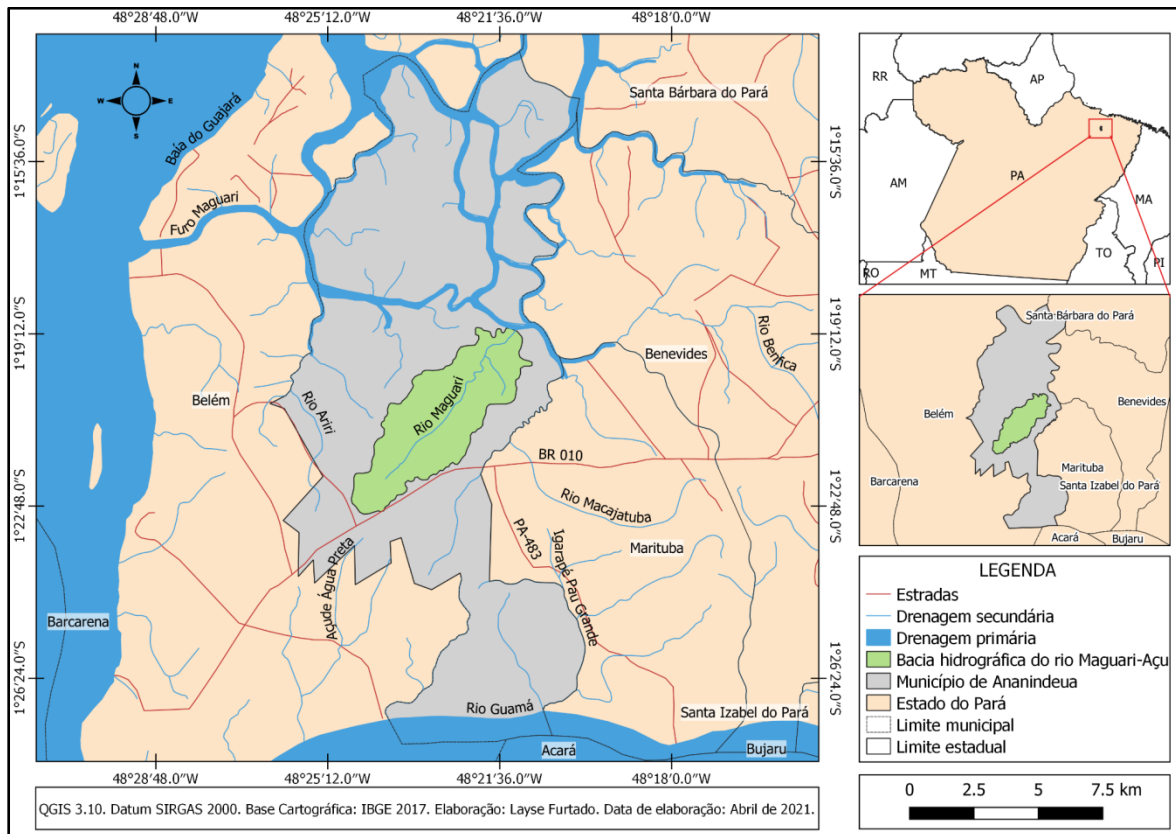 48°28'48.0"W
48°25'12.0"W
48°21'36.0"W
48°18'0.0"W
1°15'36.0"S
1°19'12.0"S
1°22'48.0"S
1°26'24.0"S
N
W
E
S
Baía do Guajará
Furo Maguari
Santa Bárbara do Pará
Rio Benfica
Benevides
Belém
Rio Ariri
Rio Maguari
BR 010
Rio Macajatuba
PA-483
Igarapé Pau Grande
Marituba
Açude Água Preta
Barcarena
Rio Guamá
Santa Izabel do Pará
Acará
Bujaru
1°15'36.0"S
1°19'12.0"S
1°22'48.0"S
1°26'24.0"S
48°28'48.0"W
48°25'12.0"W
48°21'36.0"W
48°18'0.0"W
QGIS 3.10. Datum SIRGAS 2000. Base Cartográfica: IBGE 2017. Elaboração: Layse Furtado. Data de elaboração: Abril de 2021.
RR
AP
AM
PA
MA
TO
PI
RO
MT
Santa Bárbara do Pará
Belém
Benevides
Marituba
Barcarena
Santa Izabel do Pará
Acará
Bujaru
LEGENDA
Estradas
Drenagem secundária
Drenagem primária
Bacia hidrográfica do rio Maguari-Açu
Município de Ananindeua
Estado do Pará
Limite municipal
Limite estadual
0 2.5 5 7.5 km